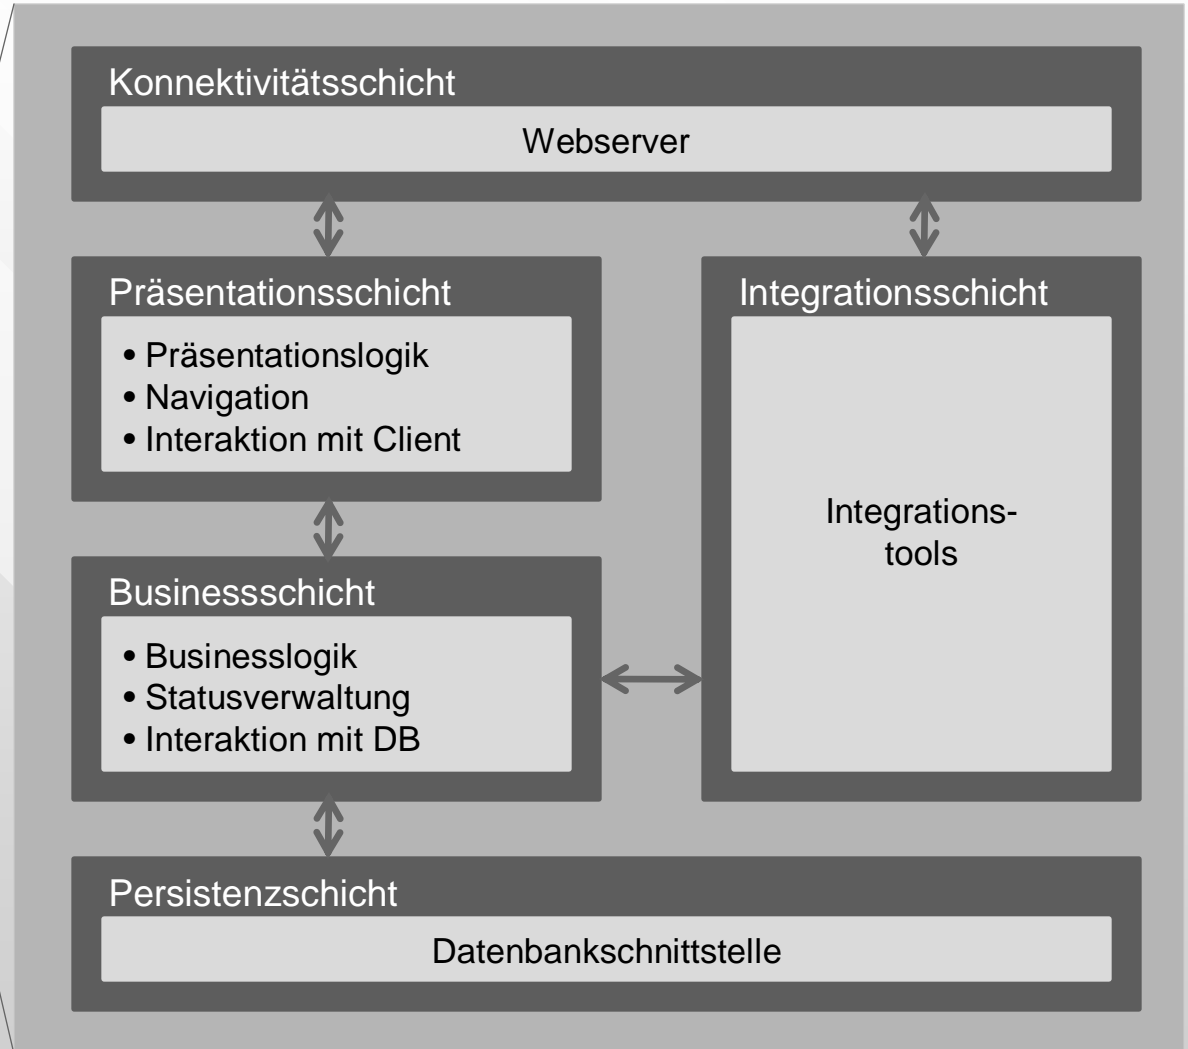 Konnektivitätsschicht
Webserver
Präsentationsschicht
• Präsentationslogik
• Navigation
• Interaktion mit Client
Integrationsschicht
Integrations-
tools
Businessschicht
• Businesslogik
• Statusverwaltung
• Interaktion mit DB
Persistenzschicht
Datenbankschnittstelle